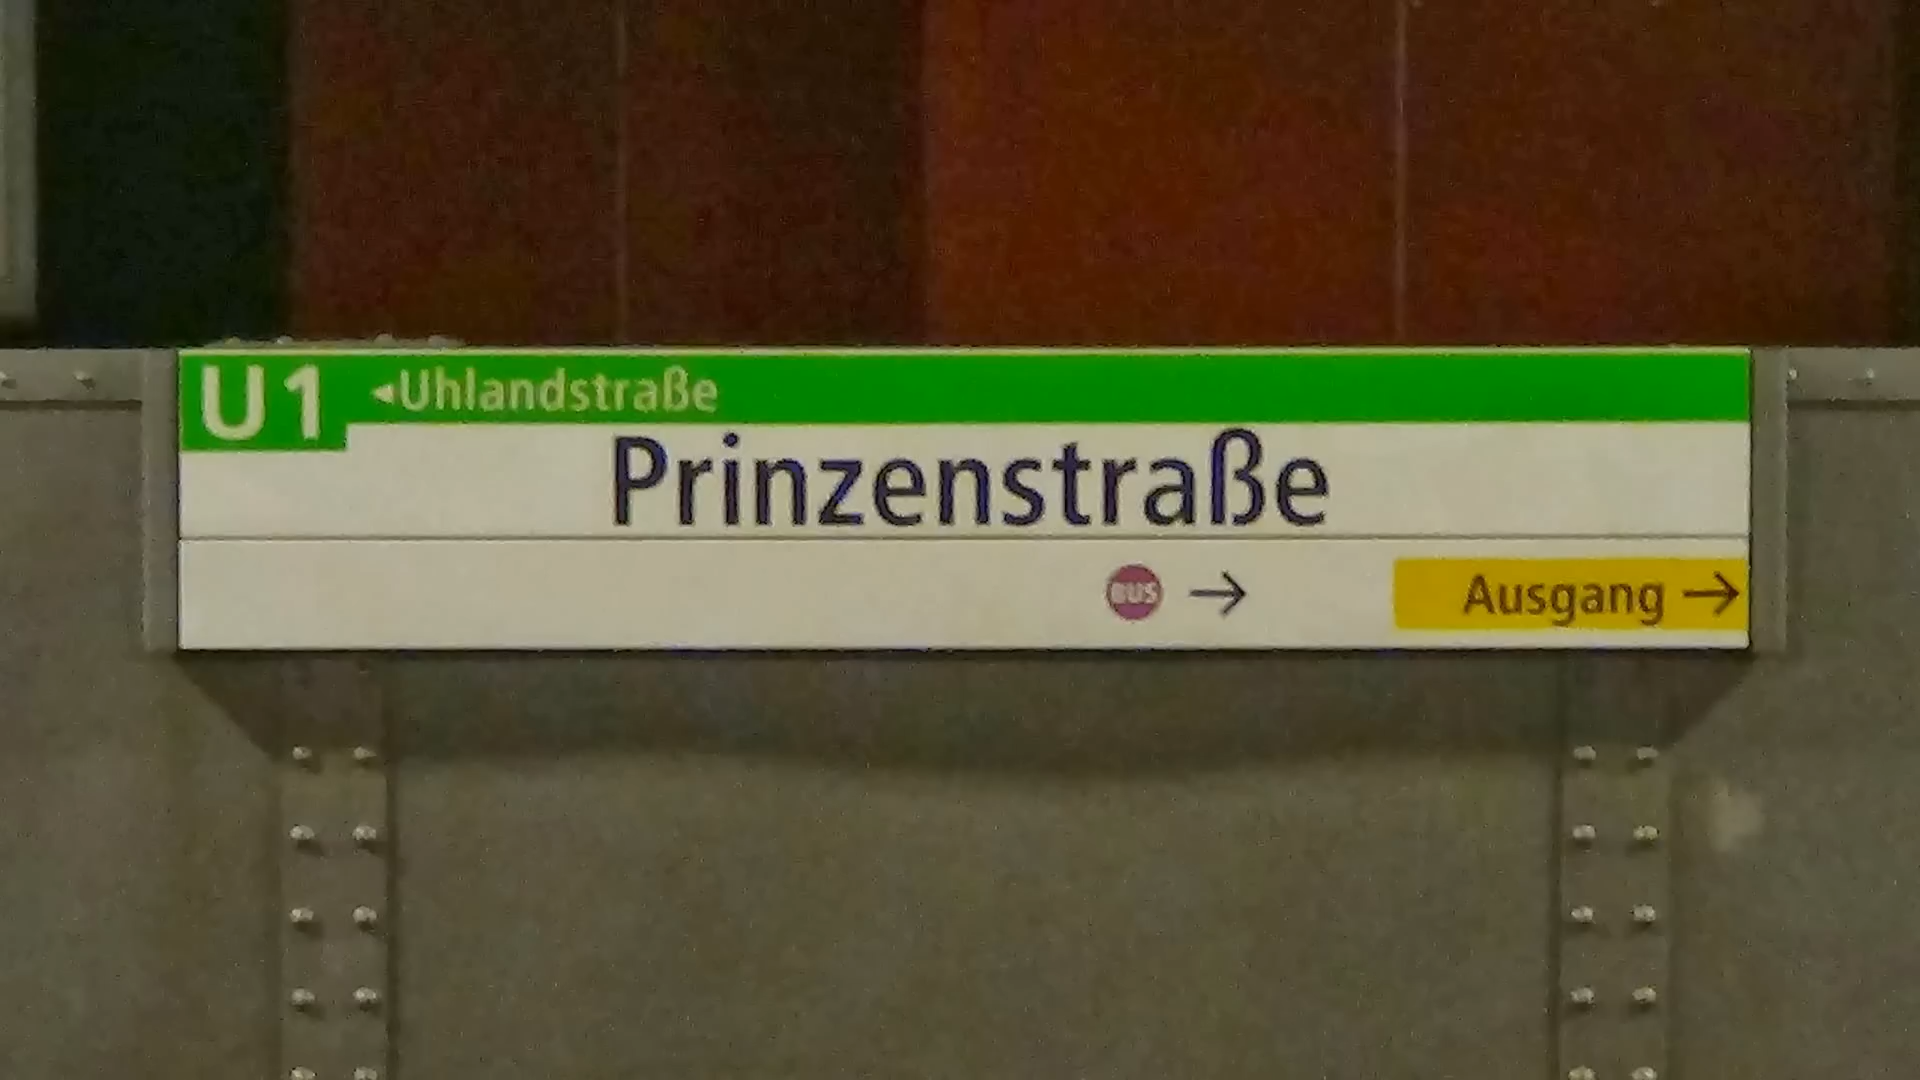 U1 ◂Uhlandstraße
Prinzenstraße
BUS → Ausgang →